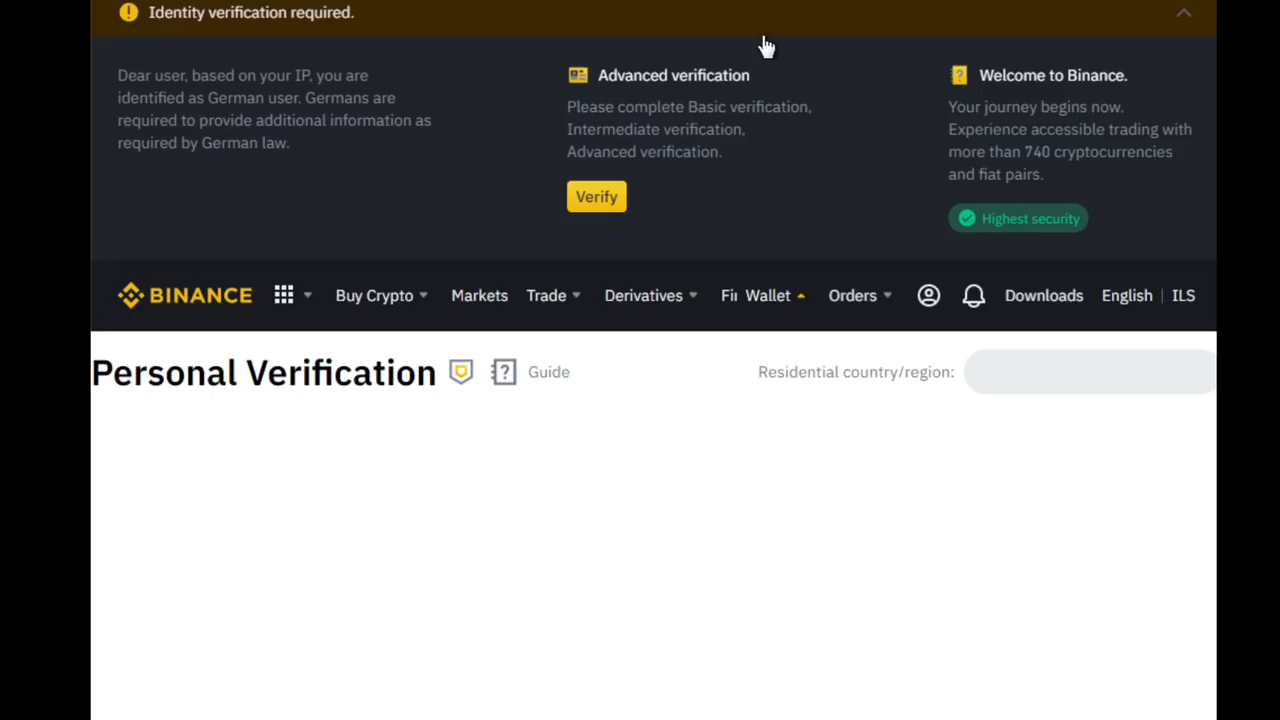 Identity verification required.
Dear user, based on your IP, you are
identified as German user. Germans are
required to provide additional information as
required by German law.
Advanced verification
Please complete Basic verification,
Intermediate verification,
Advanced verification.
Verify
Welcome to Binance.
Your journey begins now.
Experience accessible trading with
more than 740 cryptocurrencies
and fiat pairs.
Highest security
BINANCE Buy Crypto Markets Trade Derivatives Fii Wallet Orders Downloads English | ILS
Personal Verification ? Guide Residential country/region: